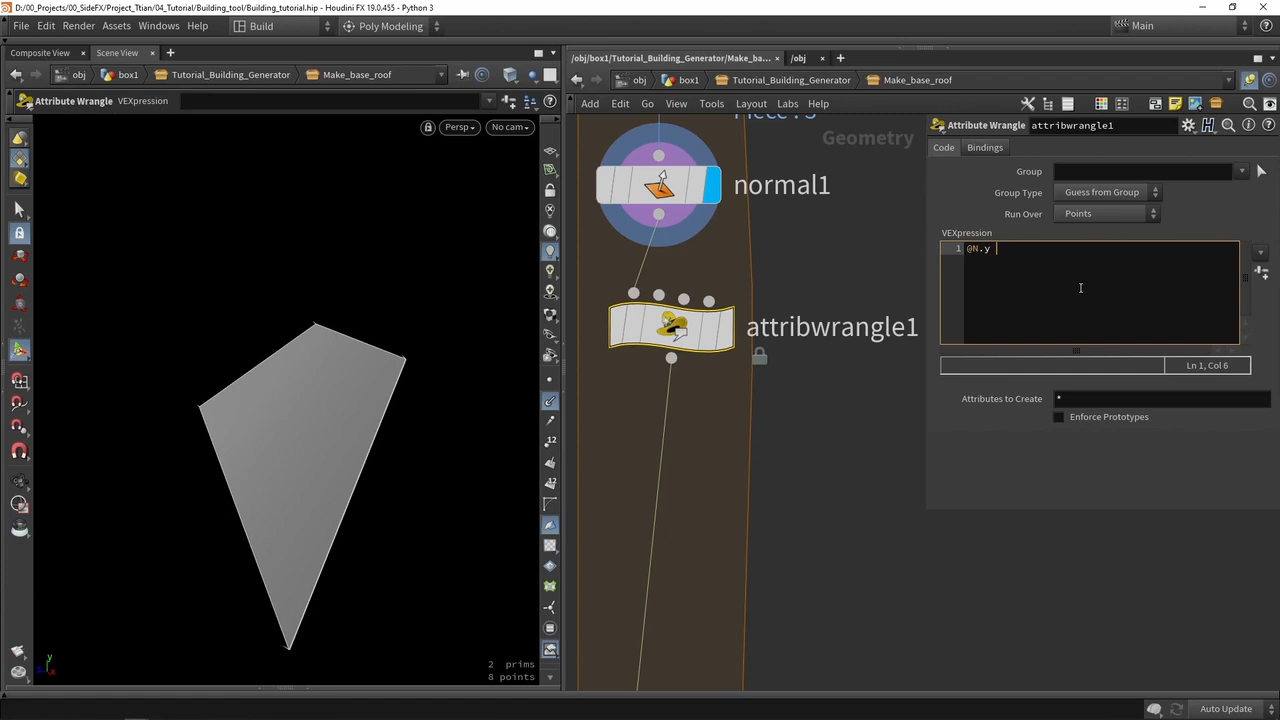 D:/00_Projects/00_SideFX/Project_Ttian/04_Tutorial/Building_tool/Building_tutorial.hip - Houdini FX 19.0.455 - Python 3
File Edit Render Assets Windows Help Build Poly Modeling Main
Composite View × Scene View ×
/obj/box1/Tutorial_Building_Generator/Make_ba... × /obj ×
obj box1 Tutorial_Building_Generator Make_base_roof
obj box1 Tutorial_Building_Generator Make_base_roof
Attribute Wrangle VEXpression
Add Edit Go View Tools Layout Labs Help
Persp No cam
Geometry
Attribute Wrangle attribwrangle1
Code Bindings
Group
Group Type Guess from Group
Run Over Points
VEXpression
1 @N.y
normal1
attribwrangle1
Ln 1, Col 6
Attributes to Create *
Enforce Prototypes
12
12
y
x
2 prims
8 points
Auto Update